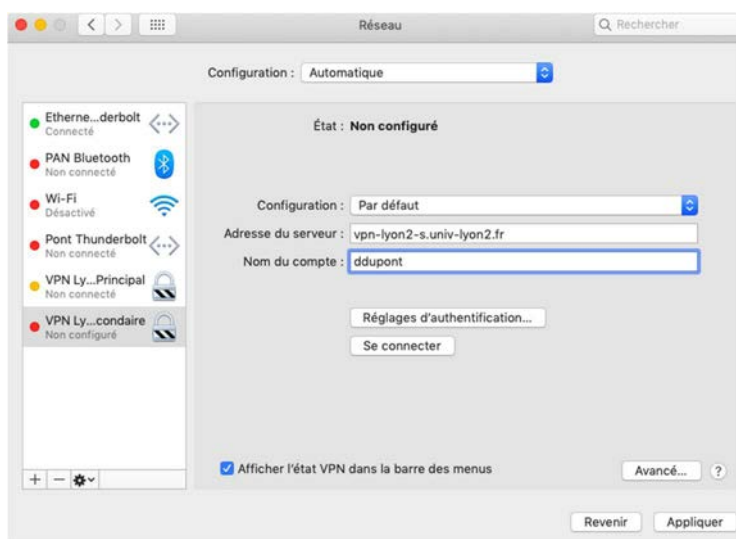 Réseau
Rechercher
Configuration : Automatique
Etherne...derbolt
Connecté
PAN Bluetooth
Non connecté
Wi-Fi
Désactivé
Pont Thunderbolt
Non connecté
VPN Ly...Principal
Non connecté
VPN Ly...condaire
Non configuré
État : Non configuré
Configuration : Par défaut
Adresse du serveur : vpn-lyon2-s.univ-lyon2.fr
Nom du compte : ddupont
Réglages d'authentification...
Se connecter
Afficher l'état VPN dans la barre des menus
Avancé... ?
Revenir Appliquer